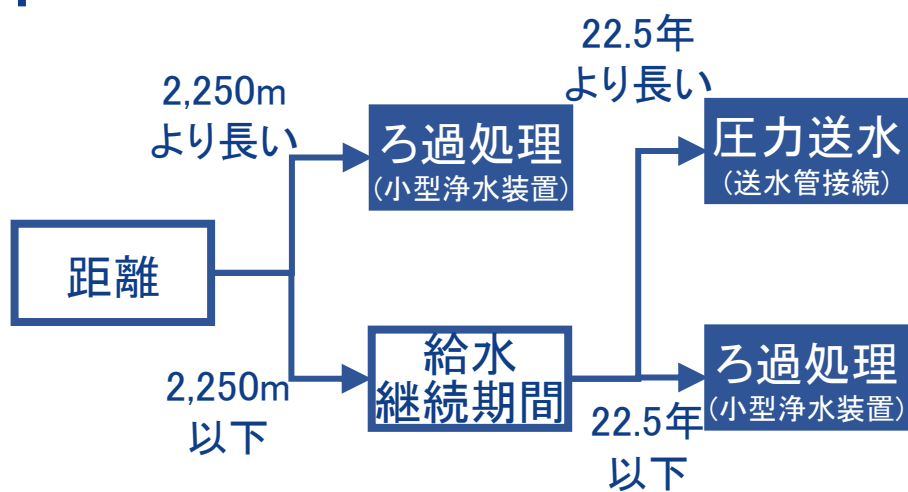 距離
2,250m
より長い
ろ過処理
(小型浄水装置)
2,250m
以下
給水
継続期間
22.5年
より長い
圧力送水
(送水管接続)
22.5年
以下
ろ過処理
(小型浄水装置)